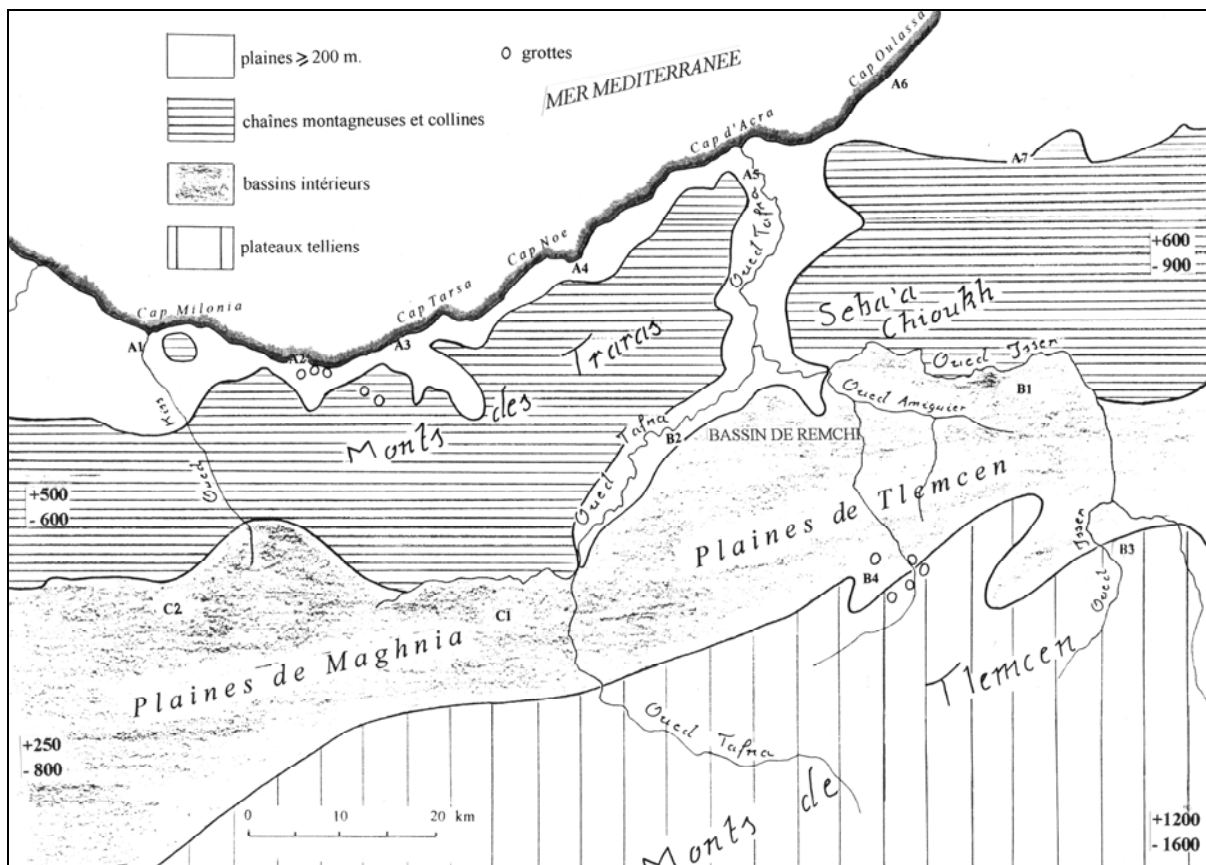 plaines ⩾ 200 m.
grottes
chaînes montagneuses et collines
bassins intérieurs
plateaux telliens
MER MEDITERRANEE
Cap Oulassa
A6
Cap d'Acra
A5
A7
Cap Noe
A4
Cap Tarsa
A3
Cap Milonia
A1
A2
Oued Tafna
+600
- 900
Seba'a
Chioukh
Monts des Traras
Oued Kiss
Oued Issen
B1
Oued Amiguier
Oued Tafna
B2
BASSIN DE REMCHI
Plaines de Tlemcen
+500
- 600
Oued Issen
B3
B4
C2
C1
Plaines de Maghnia
Monts de Tlemcen
Oued Tafna
+250
- 800
0 10 20 km
+1200
- 1600